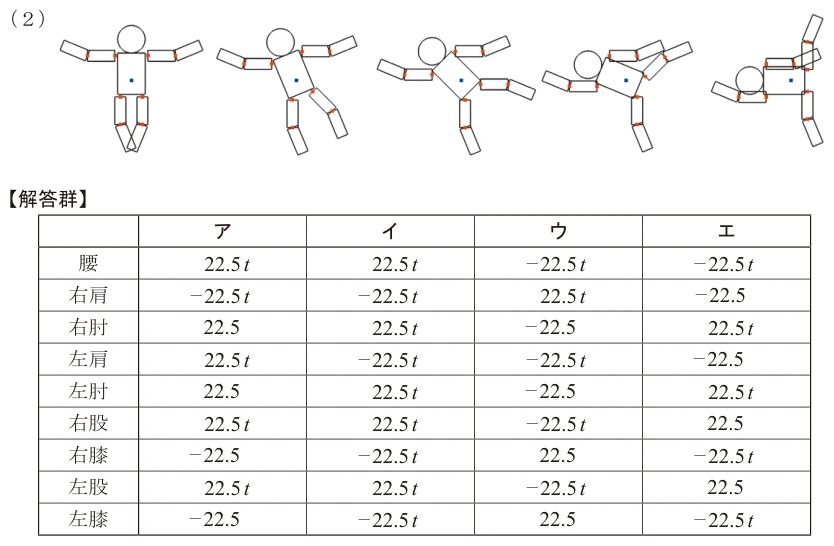 （２）
【解答群】
ア イ ウ エ
腰 22.5t 22.5t −22.5t −22.5t
右肩 −22.5t −22.5t 22.5t −22.5
右肘 22.5 22.5t −22.5 22.5t
左肩 22.5t −22.5t −22.5t −22.5
左肘 22.5 22.5t −22.5 22.5t
右股 22.5t 22.5t −22.5t 22.5
右膝 −22.5 −22.5t 22.5 −22.5t
左股 22.5t 22.5t −22.5t 22.5
左膝 −22.5 −22.5t 22.5 −22.5t